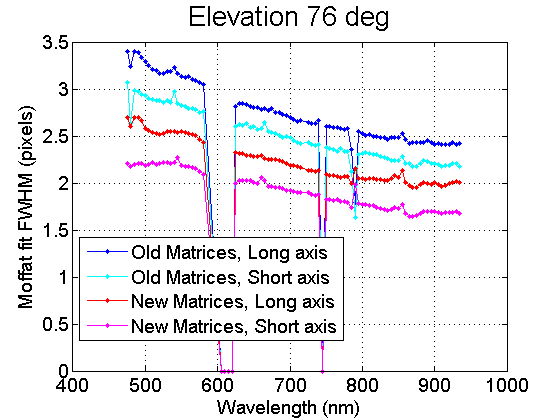 Elevation 76 deg
Moffat fit FWHM (pixels)
3.5
3
2.5
2
1.5
1
0.5
0
Old Matrices, Long axis
Old Matrices, Short axis
New Matrices, Long axis
New Matrices, Short axis
400 500 600 700 800 900 1000
Wavelength (nm)